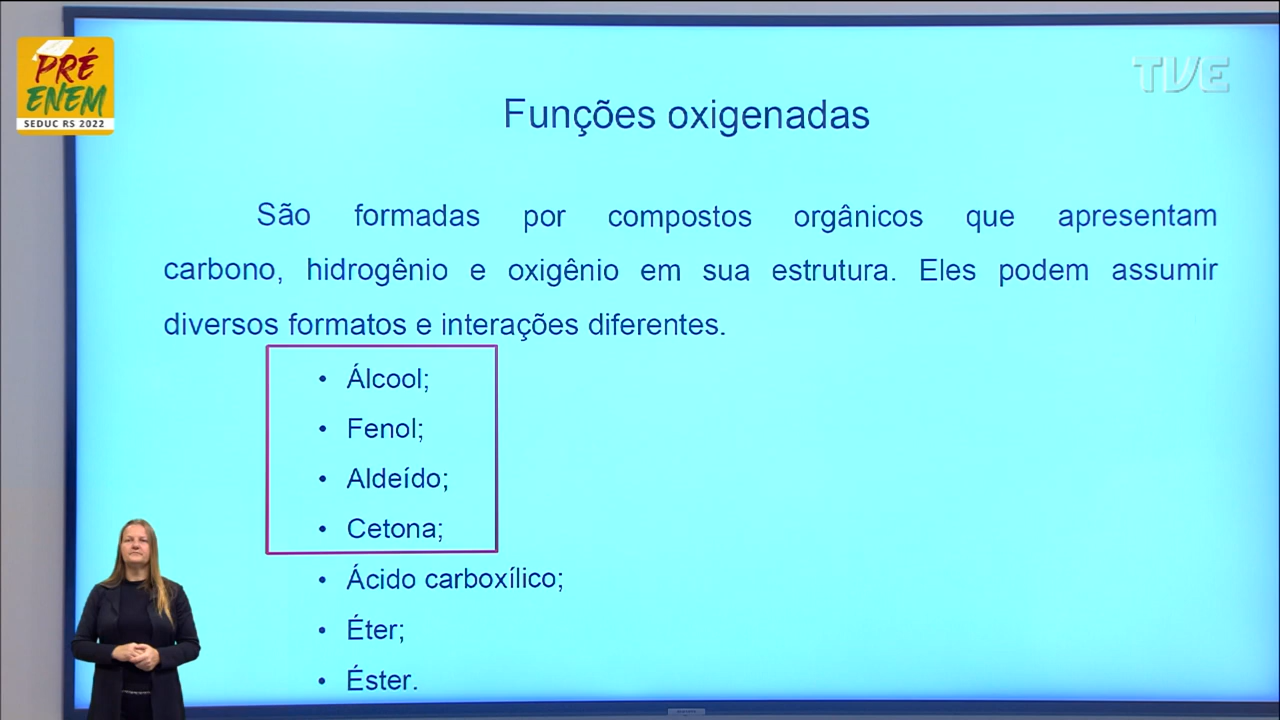 PRÉ
ENEM
SEDUC RS 2022
TVE
Funções oxigenadas
São formadas por compostos orgânicos que apresentam
carbono, hidrogênio e oxigênio em sua estrutura. Eles podem assumir
diversos formatos e interações diferentes.
• Álcool;
• Fenol;
• Aldeído;
• Cetona;
• Ácido carboxílico;
• Éter;
• Éster.